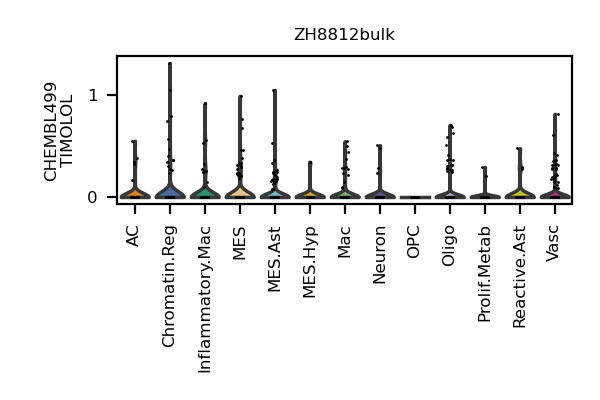 ZH8812bulk
CHEMBL499
TIMOLOL
1
0
AC
Chromatin.Reg
Inflammatory.Mac
MES
MES.Ast
MES.Hyp
Mac
Neuron
OPC
Oligo
Prolif.Metab
Reactive.Ast
Vasc